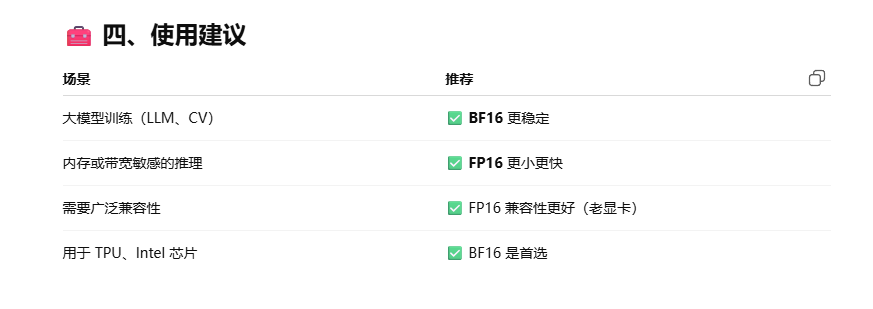 四、使用建议
场景 推荐
大模型训练（LLM、CV） BF16 更稳定
内存或带宽敏感的推理 FP16 更小更快
需要广泛兼容性 FP16 兼容性更好（老显卡）
用于 TPU、Intel 芯片 BF16 是首选